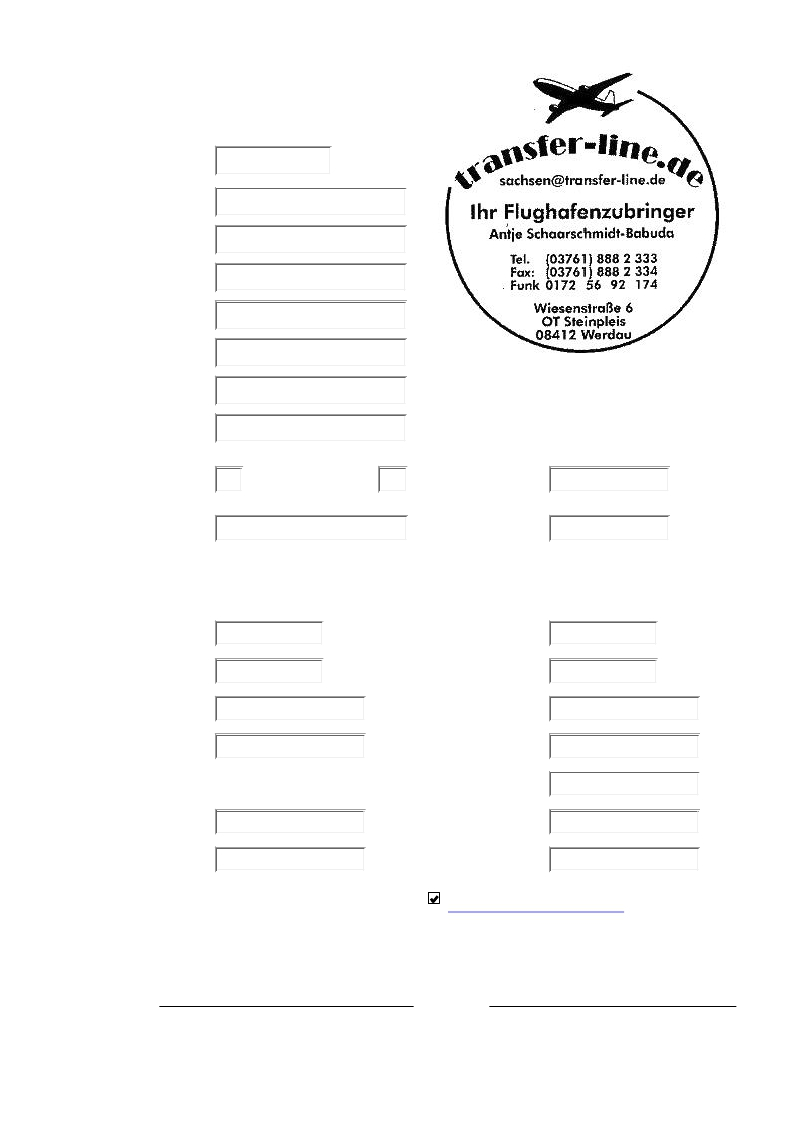 transfer-line.de
sachsen@transfer-line.de
Ihr Flughafenzubringer
Antje Schaarschmidt-Babuda
Tel. (03761) 888 2 333
Fax: (03761) 888 2 334
Funk 0172 56 92 174
Wiesenstraße 6
OT Steinpleis
08412 Werdau